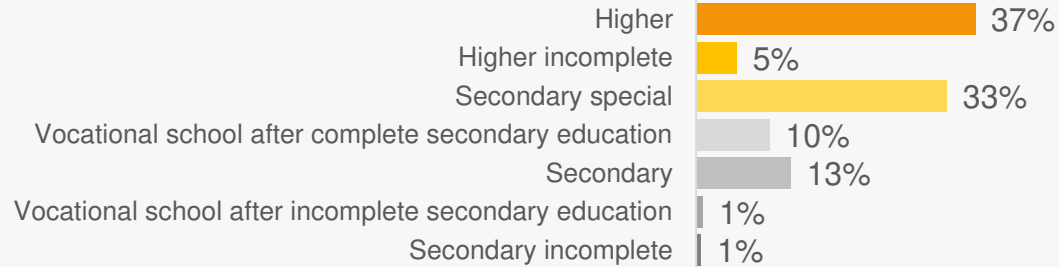 Higher 37%
Higher incomplete 5%
Secondary special 33%
Vocational school after complete secondary education 10%
Secondary 13%
Vocational school after incomplete secondary education 1%
Secondary incomplete 1%